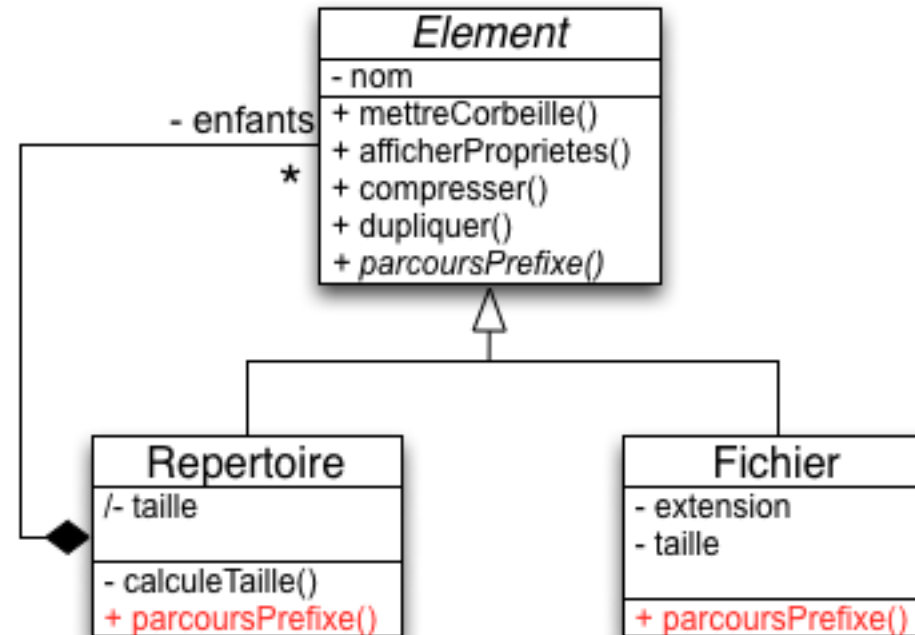 Element
- nom
- enfants
*
+ mettreCorbeille()
+ afficherProprietes()
+ compresser()
+ dupliquer()
+ parcoursPrefixe()
Repertoire
/- taille
- calculeTaille()
+ parcoursPrefixe()
Fichier
- extension
- taille
+ parcoursPrefixe()